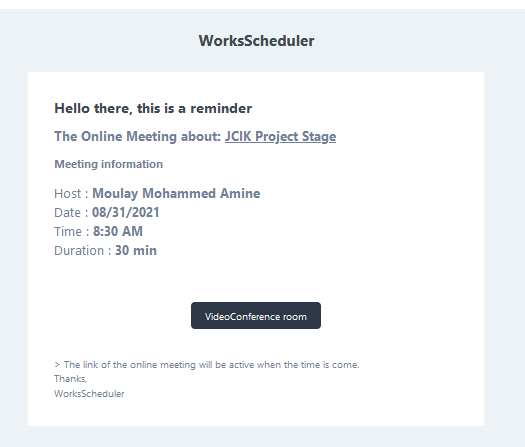 WorksScheduler
Hello there, this is a reminder
The Online Meeting about: JCIK Project Stage
Meeting information
Host : Moulay Mohammed Amine
Date : 08/31/2021
Time : 8:30 AM
Duration : 30 min
VideoConference room
> The link of the online meeting will be active when the time is come.
Thanks,
WorksScheduler